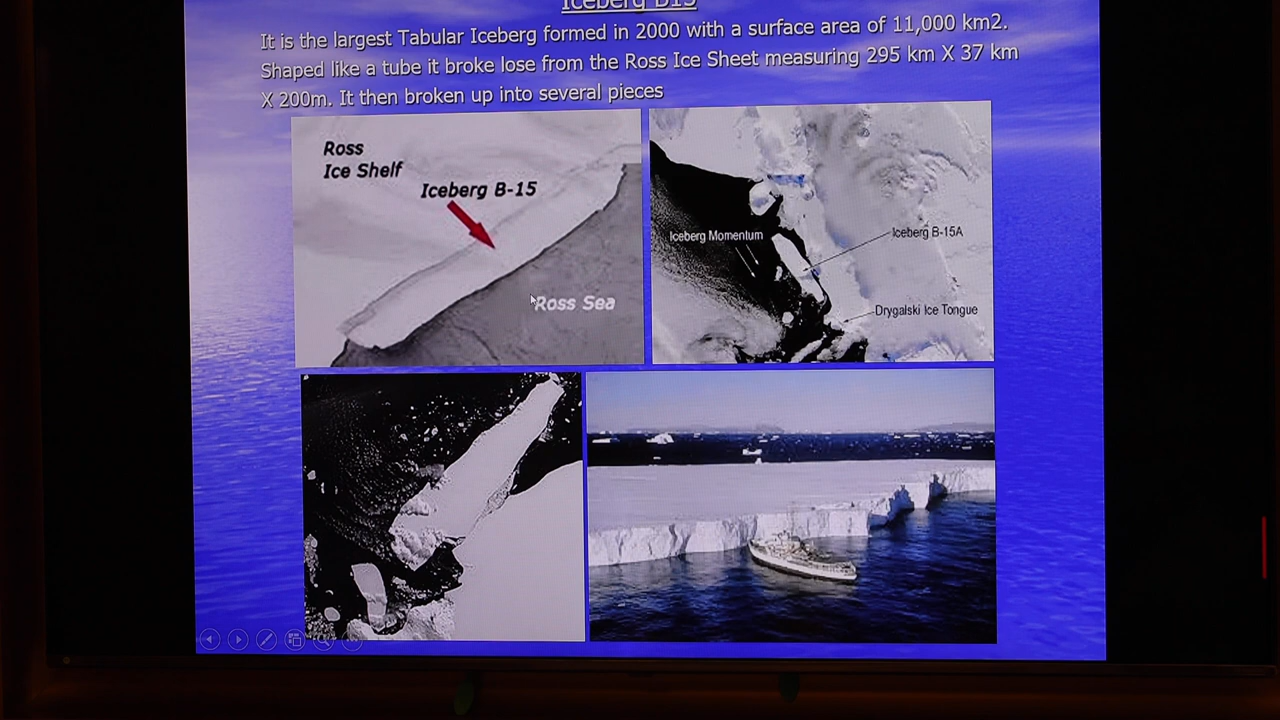 Iceberg B15
It is the largest Tabular Iceberg formed in 2000 with a surface area of 11,000 km2.
Shaped like a tube it broke lose from the Ross Ice Sheet measuring 295 km X 37 km
X 200m. It then broken up into several pieces
Ross
Ice Shelf
Iceberg B-15
Ross Sea
Iceberg Momentum
Iceberg B-15A
Drygalski Ice Tongue